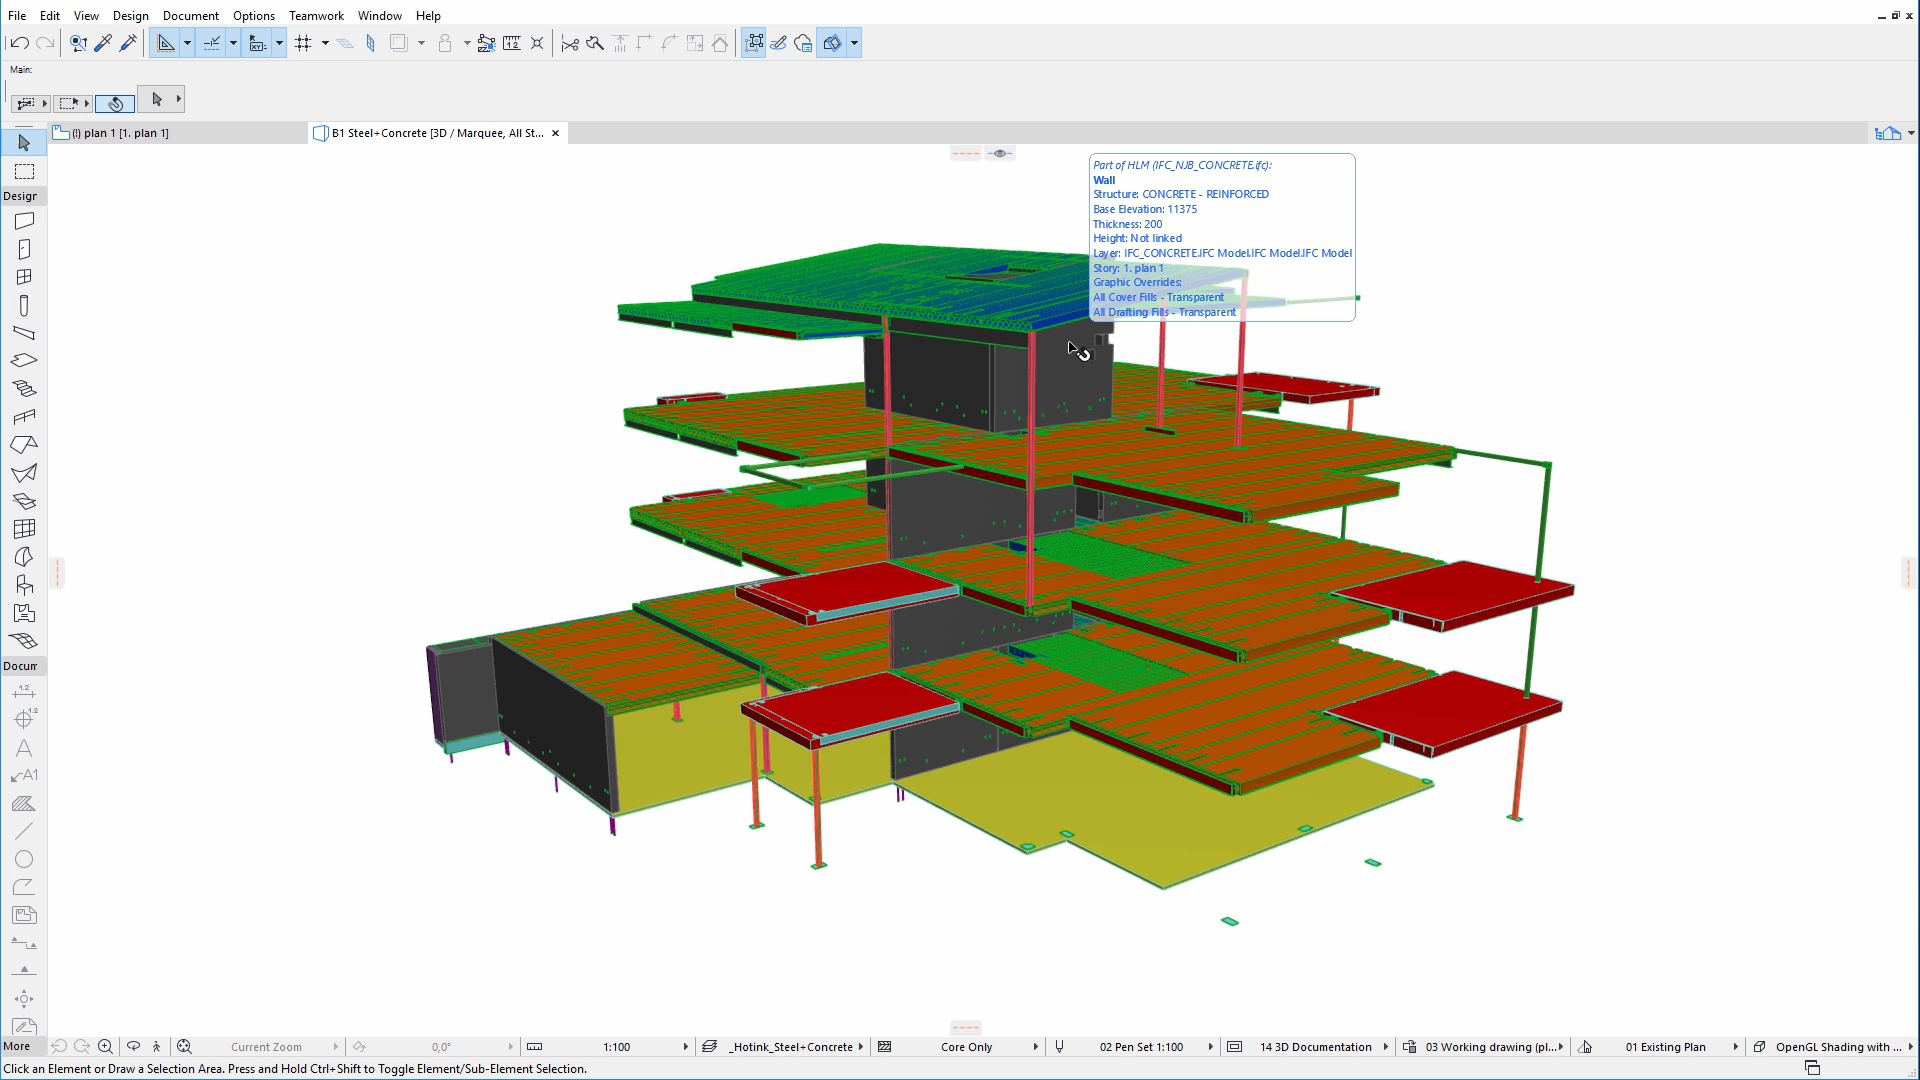 File Edit View Design Document Options Teamwork Window Help
Main:
(!) plan 1 [1. plan 1]
B1 Steel+Concrete [3D / Marquee, All St...
Part of HLM (IFC_NJB_CONCRETE.ifc):
Wall
Structure: CONCRETE - REINFORCED
Base Elevation: 11375
Thickness: 200
Height: Not linked
Layer: IFC_CONCRETE.IFC Model.IFC Model.IFC Model
Story: 1. plan 1
Graphic Overrides:
All Cover Fills - Transparent
All Drafting Fills - Transparent
Design
Docum
1.2
1.2
A
A1
More
Current Zoom
0,0°
1:100
_Hotink_Steel+Concrete
Core Only
02 Pen Set 1:100
14 3D Documentation
03 Working drawing (pl...
01 Existing Plan
OpenGL Shading with ...
Click an Element or Draw a Selection Area. Press and Hold Ctrl+Shift to Toggle Element/Sub-Element Selection.